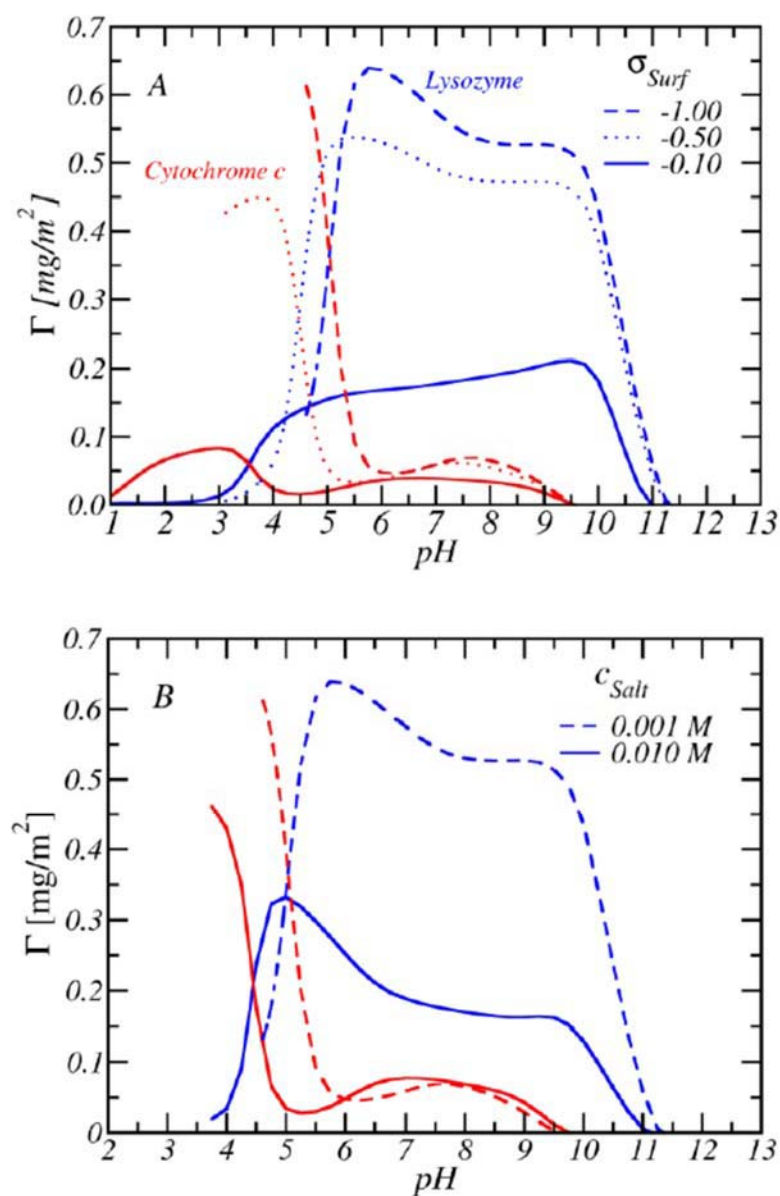 A
Lysozyme
Cytochrome c
σSurf
-1.00
-0.50
-0.10
Γ [mg/m²]
0.7
0.6
0.5
0.4
0.3
0.2
0.1
0.0
1 2 3 4 5 6 7 8 9 10 11 12 13
pH
B
cSalt
0.001 M
0.010 M
Γ [mg/m²]
0.7
0.6
0.5
0.4
0.3
0.2
0.1
0
2 3 4 5 6 7 8 9 10 11 12 13
pH